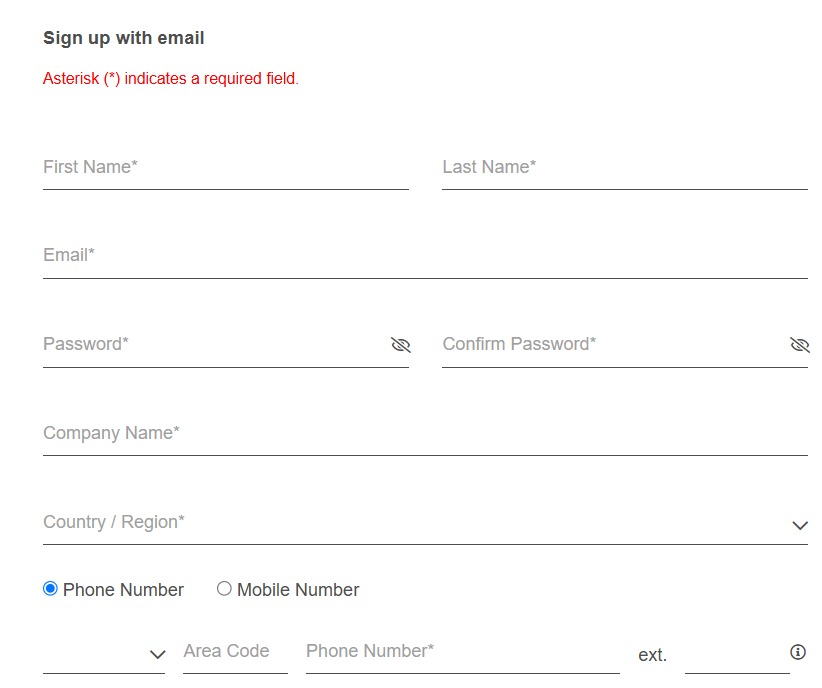 Sign up with email
Asterisk (*) indicates a required field.
First Name* Last Name*
Email*
Password* Confirm Password*
Company Name*
Country / Region*
Phone Number Mobile Number
Area Code Phone Number* ext.